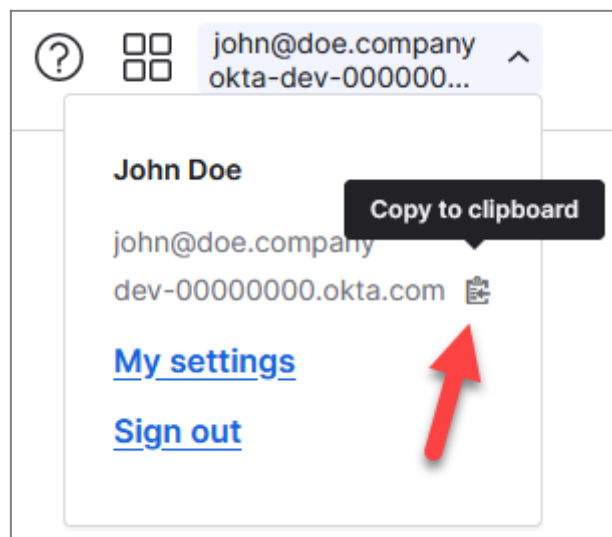 john@doe.company
okta-dev-000000...
John Doe
Copy to clipboard
john@doe.company
dev-00000000.okta.com
My settings
Sign out